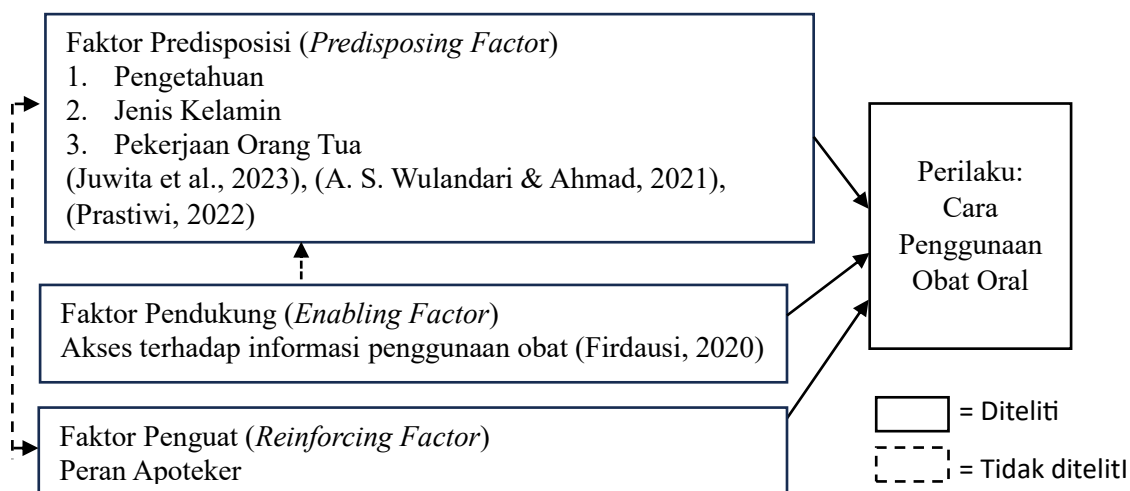 Faktor Predisposisi (Predisposing Factor)
1. Pengetahuan
2. Jenis Kelamin
3. Pekerjaan Orang Tua
(Juwita et al., 2023), (A. S. Wulandari & Ahmad, 2021),
(Prastiwi, 2022)
Faktor Pendukung (Enabling Factor)
Akses terhadap informasi penggunaan obat (Firdausi, 2020)
Faktor Penguat (Reinforcing Factor)
Peran Apoteker
Perilaku:
Cara
Penggunaan
Obat Oral
= Diteliti
= Tidak ditelitI